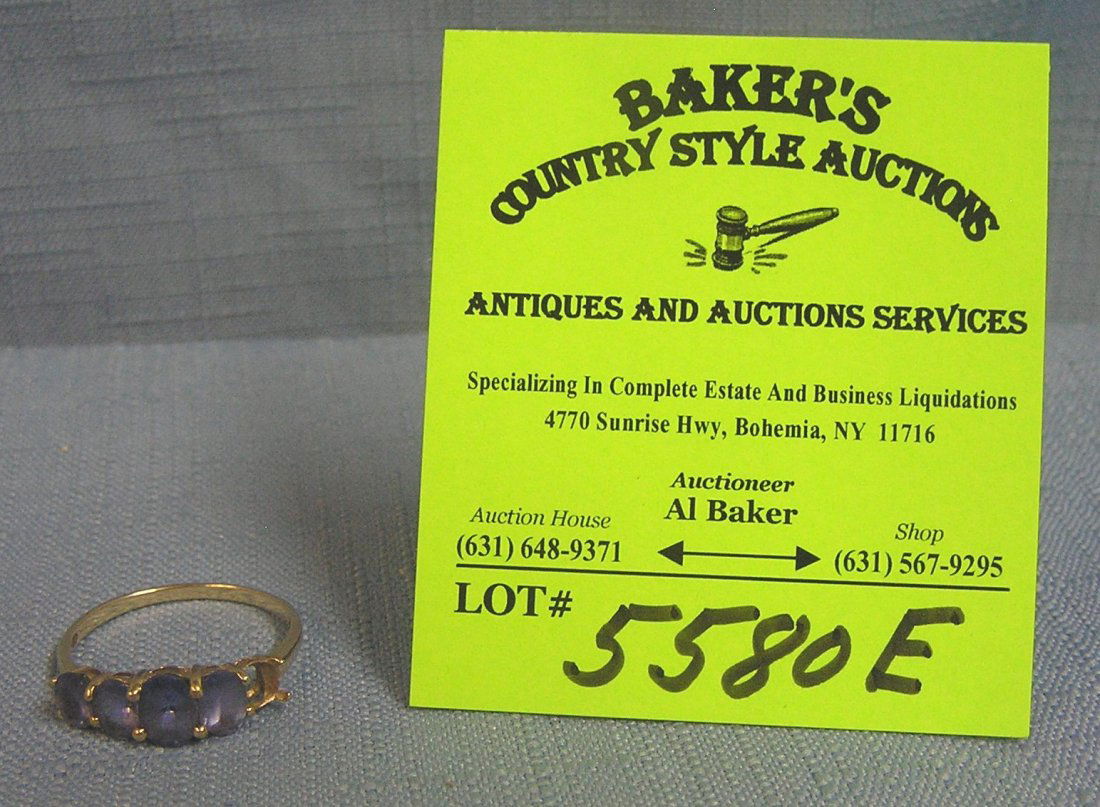 BAKER'S
COUNTRY STYLE AUCTIONS
ANTIQUES AND AUCTIONS SERVICES
Specializing In Complete Estate And Business Liquidations
4770 Sunrise Hwy, Bohemia, NY 11716
Auctioneer
Al Baker
Auction House
(631) 648-9371
Shop
(631) 567-9295
LOT# 5580E